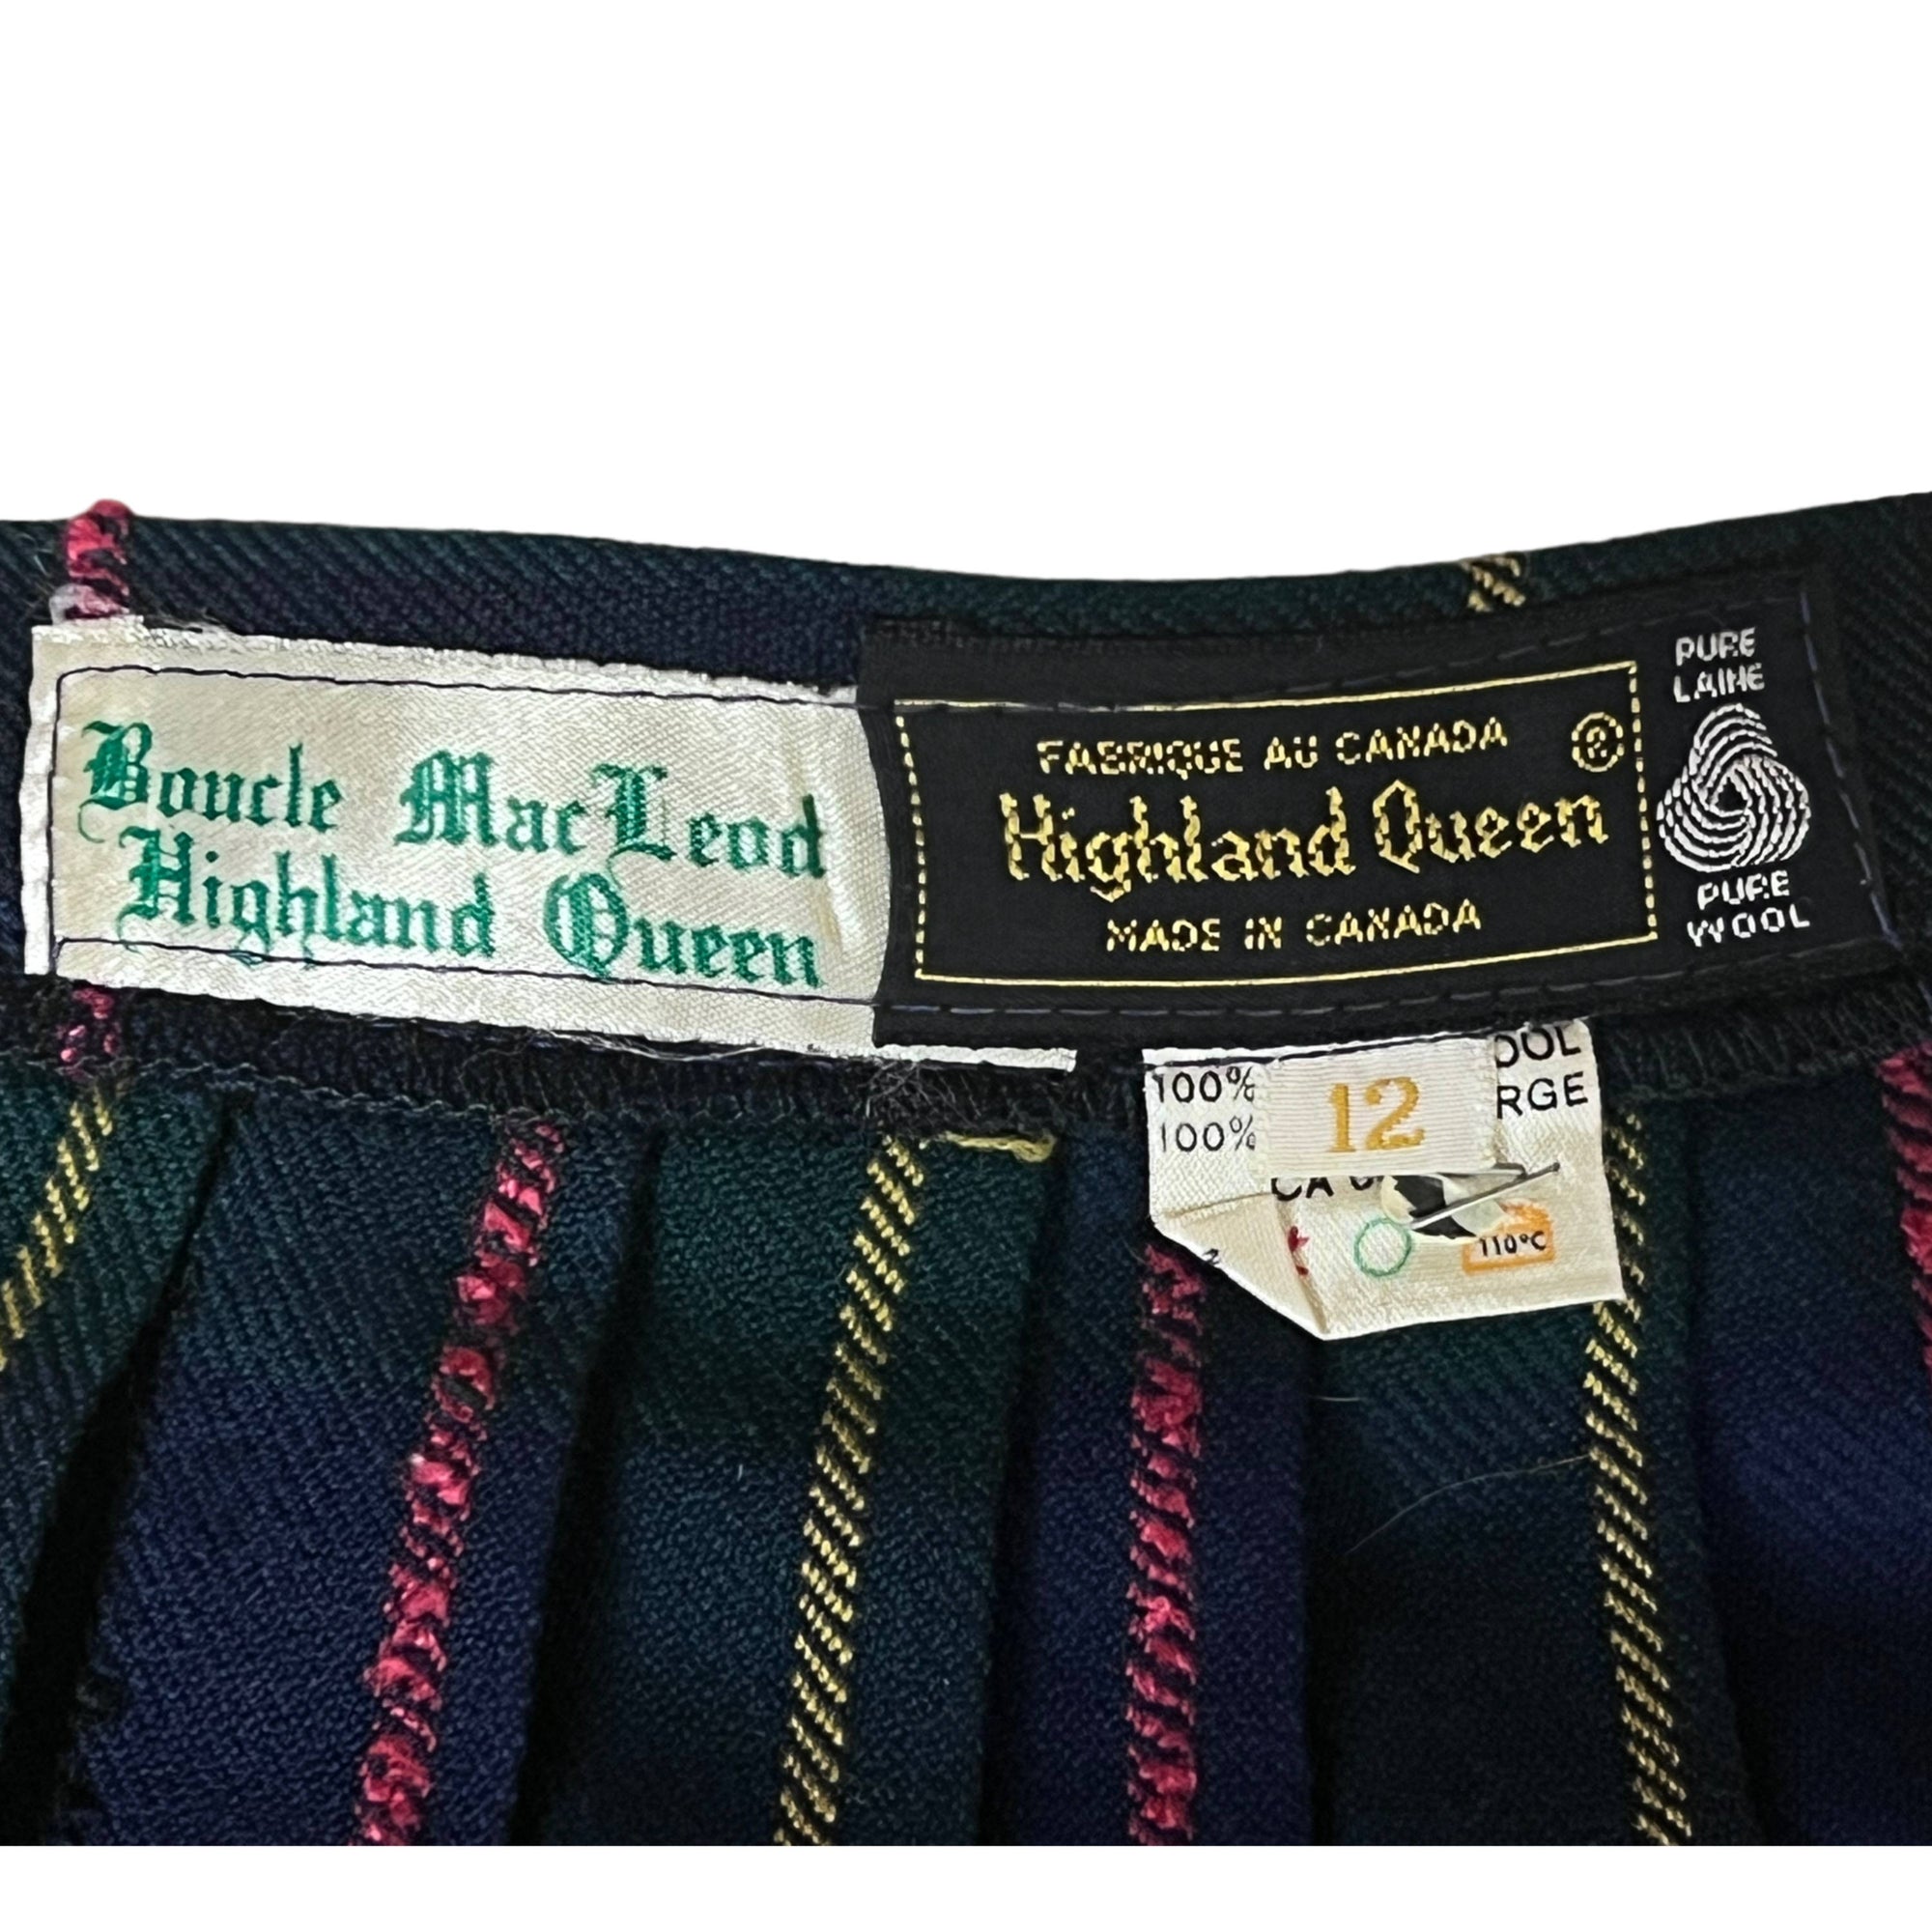 Boucle MacLeod
Highland Queen
FABRIQUE AU CANADA
®
Highland Queen
MADE IN CANADA
PURE
LAINE
PURE
WOOL
100%
100%
12
OOL
RGE
CA
110°C